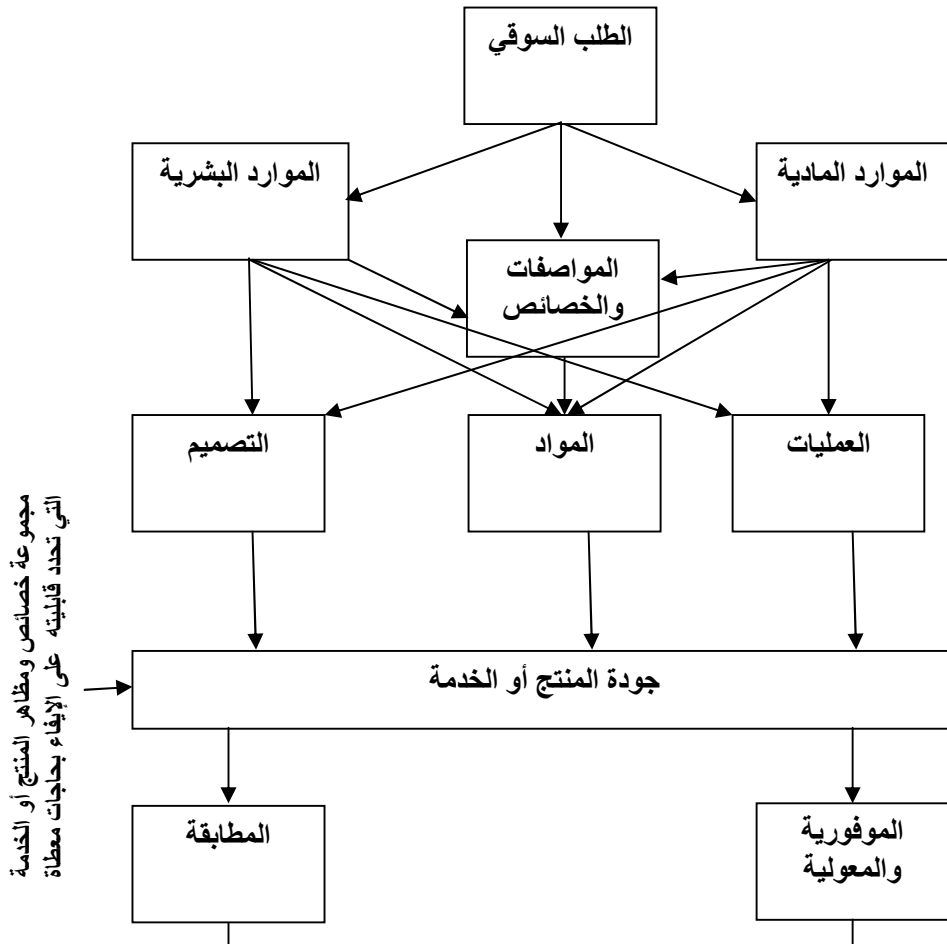 الطلب السوقي
الموارد المادية
الموارد البشرية
المواصفات
والخصائص
العمليات
المواد
التصميم
مجموعة خصائص ومظاهر المنتج أو الخدمة
التي تحدد قابليته على الإيفاء بحاجات معطاة
جودة المنتج أو الخدمة
الموفورية
والمعولية
المطابقة